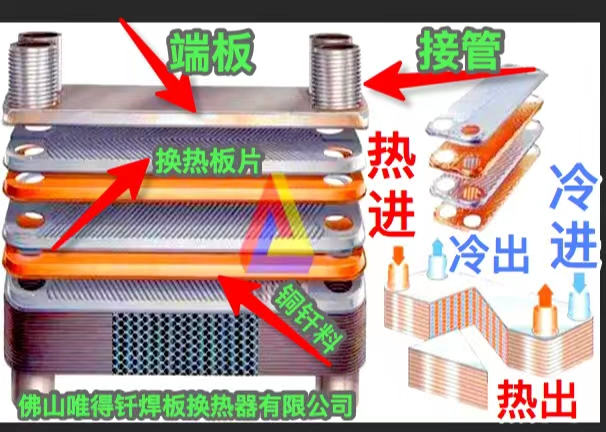 端板
接管
换热板片
热进
冷进
冷出
铜钎料
热出
佛山唯得钎焊板换热器有限公司